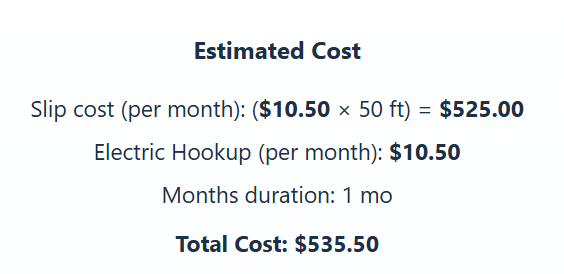 Estimated Cost
Slip cost (per month): ($10.50 × 50 ft) = $525.00
Electric Hookup (per month): $10.50
Months duration: 1 mo
Total Cost: $535.50